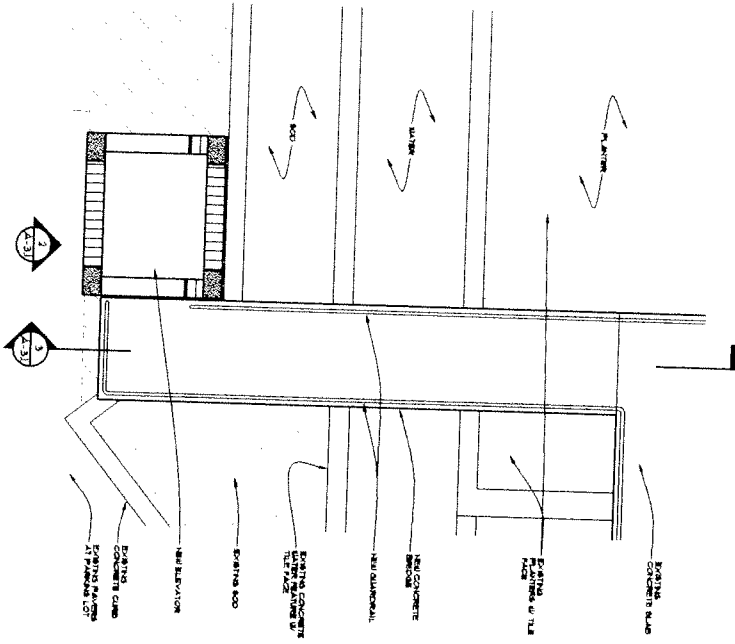 SOD
WATER
PLANTER
2
A-3.1
3
A-3.1
EXISTING PAVERS
AT PARKING LOT
EXISTING
CONCRETE CURB
NEW ELEVATOR
EXISTING SOD
EXISTING CONCRETE
WATER FEATURE W/
TILE FACE
NEW GUARDRAIL
NEW CONCRETE
BRIDGE
EXISTING
PLANTERS W/ TILE
FACE
EXISTING
CONCRETE SLAB